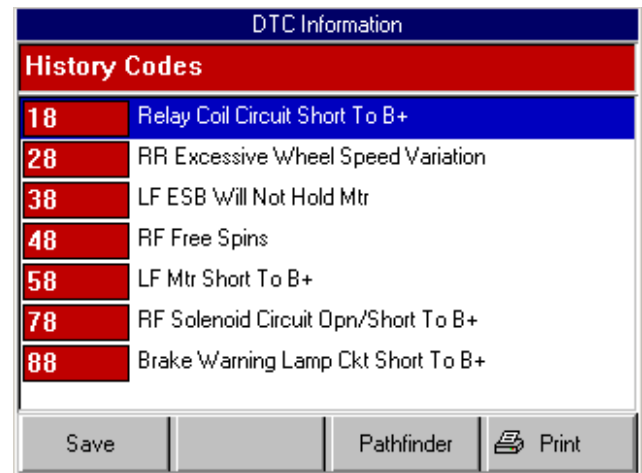 DTC Information
History Codes
18 Relay Coil Circuit Short To B+
28 RR Excessive Wheel Speed Variation
38 LF ESB Will Not Hold Mtr
48 RF Free Spins
58 LF Mtr Short To B+
78 RF Solenoid Circuit Opn/Short To B+
88 Brake Warning Lamp Ckt Short To B+
Save Pathfinder Print